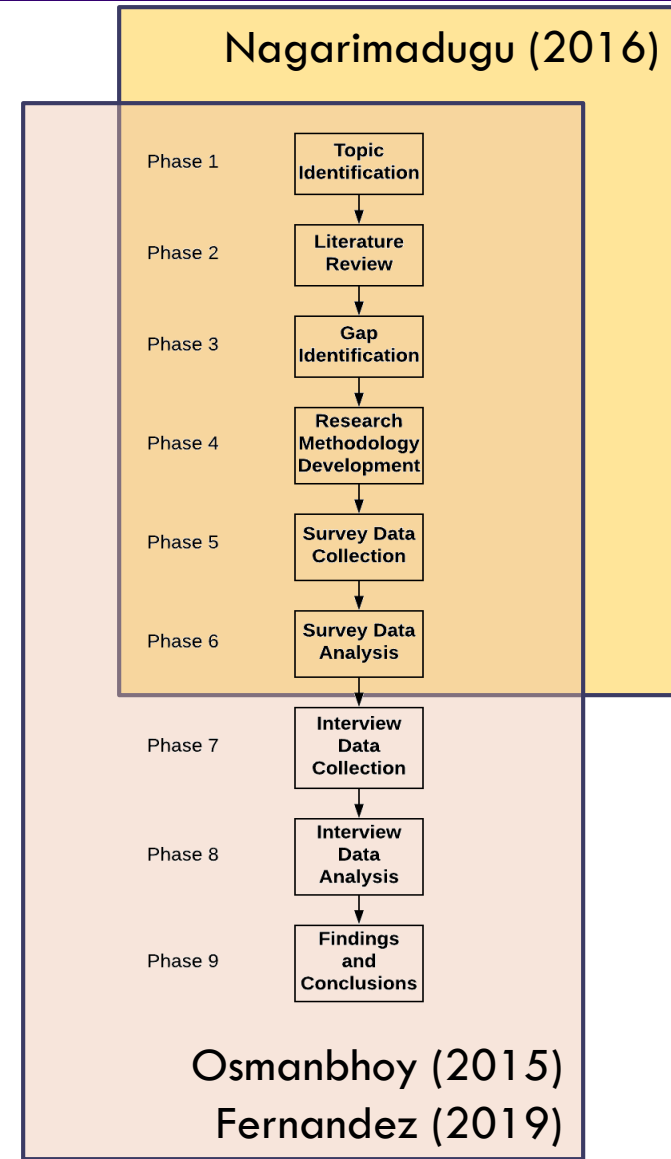 Nagarimadugu (2016)
Phase 1
Topic
Identification
Phase 2
Literature
Review
Phase 3
Gap
Identification
Phase 4
Research
Methodology
Development
Phase 5
Survey Data
Collection
Phase 6
Survey Data
Analysis
Phase 7
Interview
Data
Collection
Phase 8
Interview
Data
Analysis
Phase 9
Findings
and
Conclusions
Osmanbhoy (2015)
Fernandez (2019)